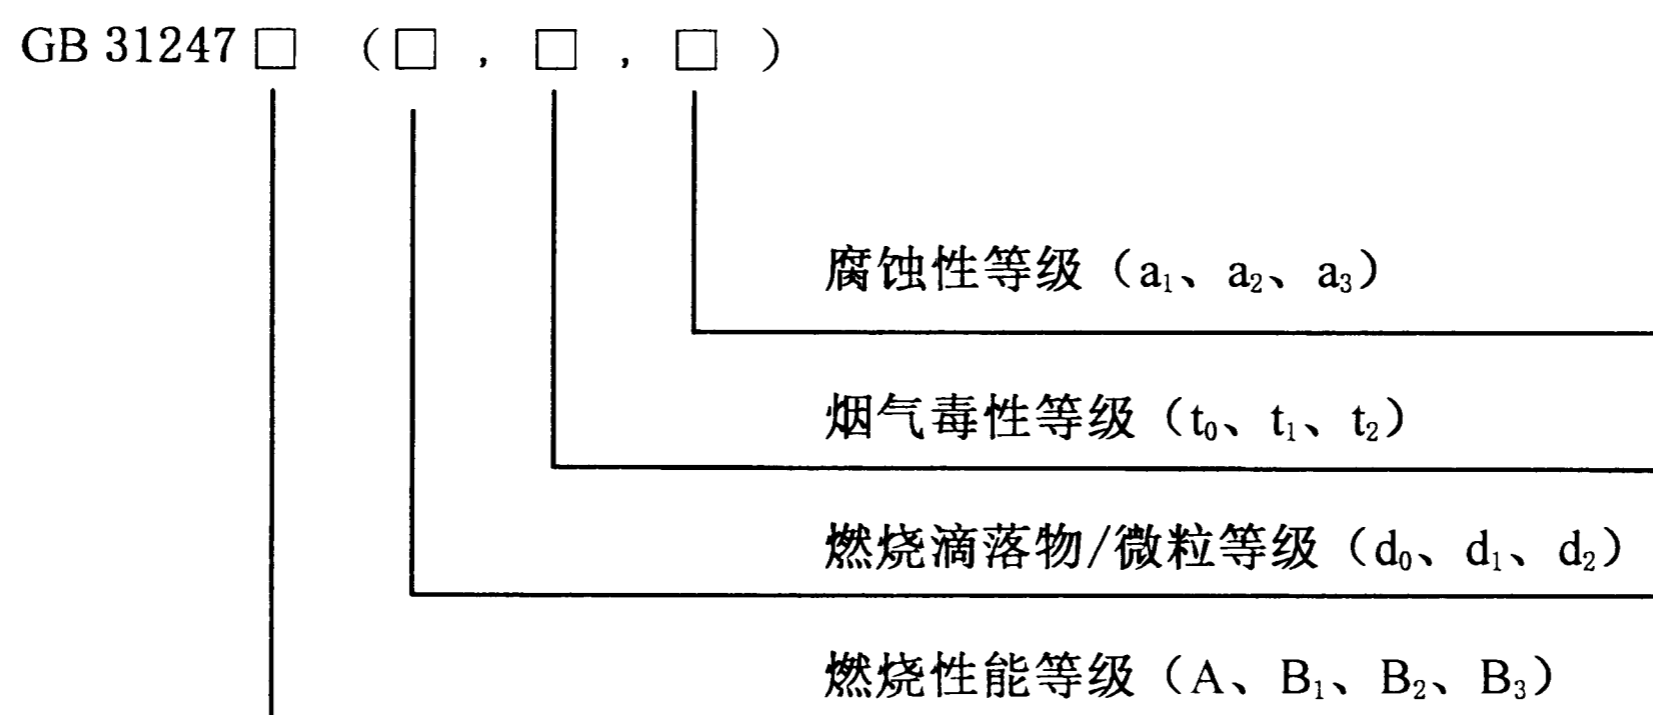 GB 31247 □ （□ ， □ ， □ ）
腐蚀性等级（a₁、a₂、a₃）
烟气毒性等级（t₀、t₁、t₂）
燃烧滴落物/微粒等级（d₀、d₁、d₂）
燃烧性能等级（A、B₁、B₂、B₃）